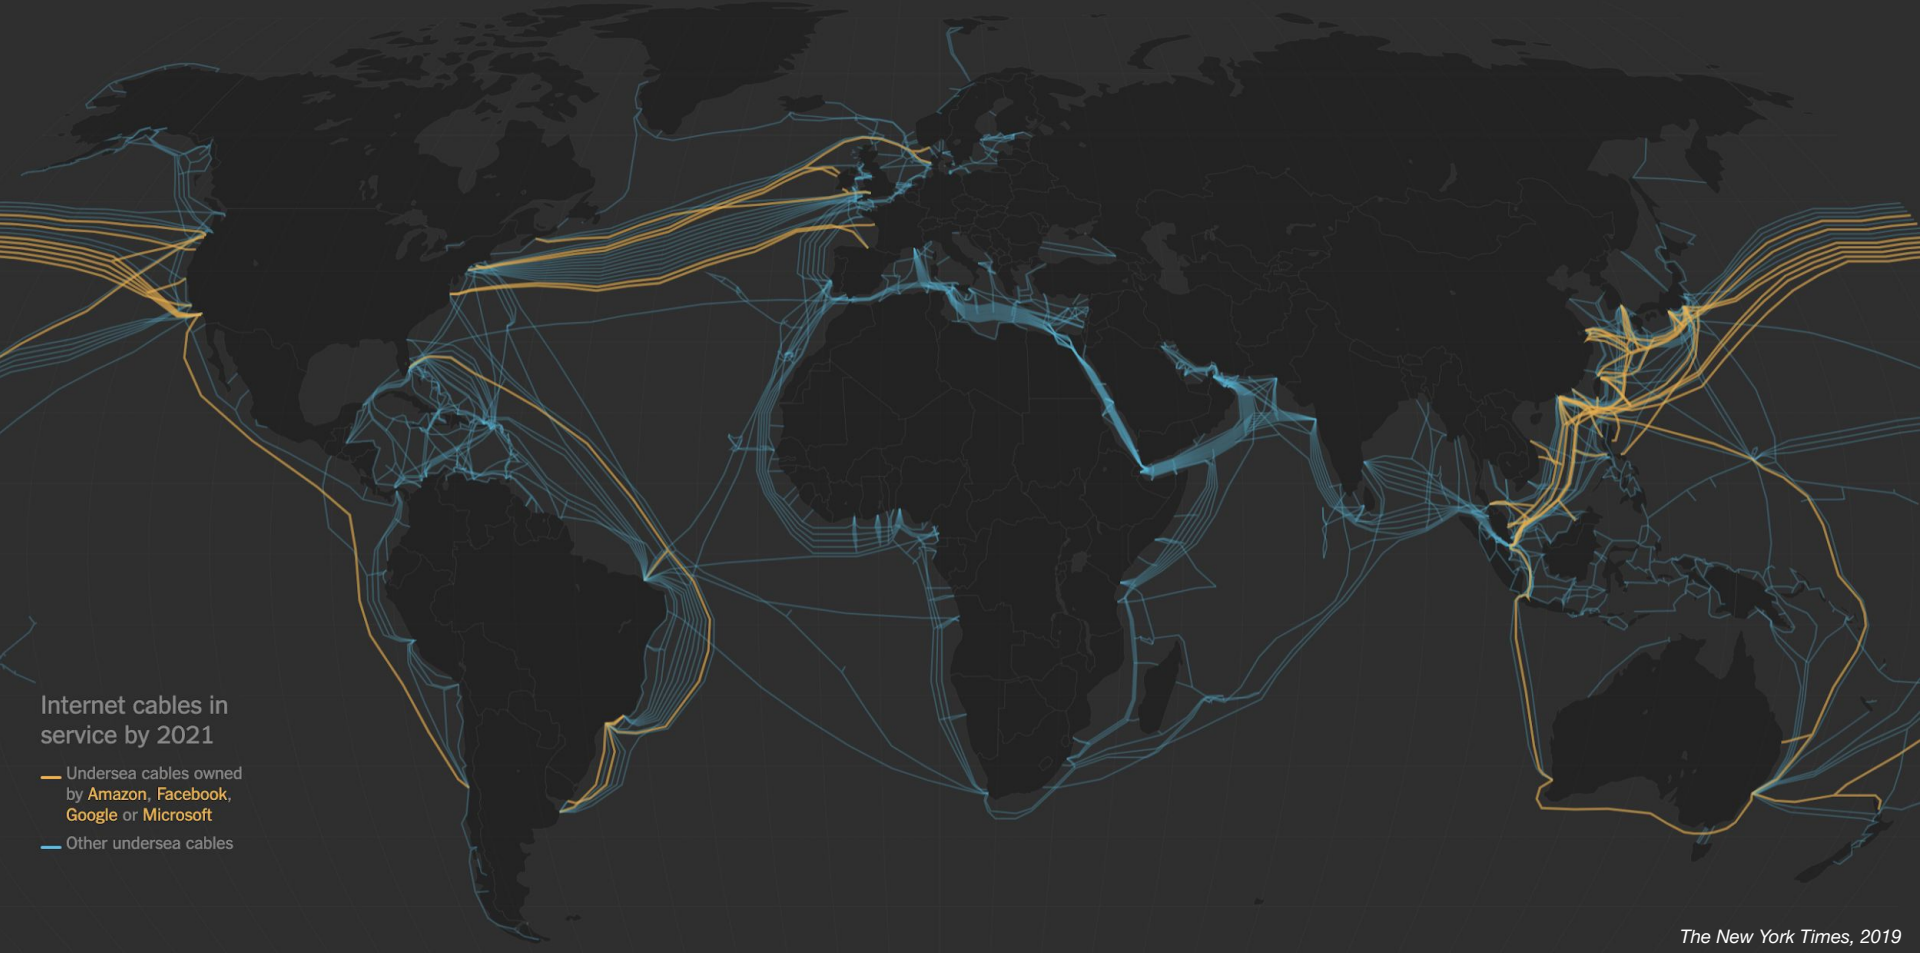 Internet cables in
service by 2021
Undersea cables owned
by Amazon, Facebook,
Google or Microsoft
Other undersea cables
The New York Times, 2019